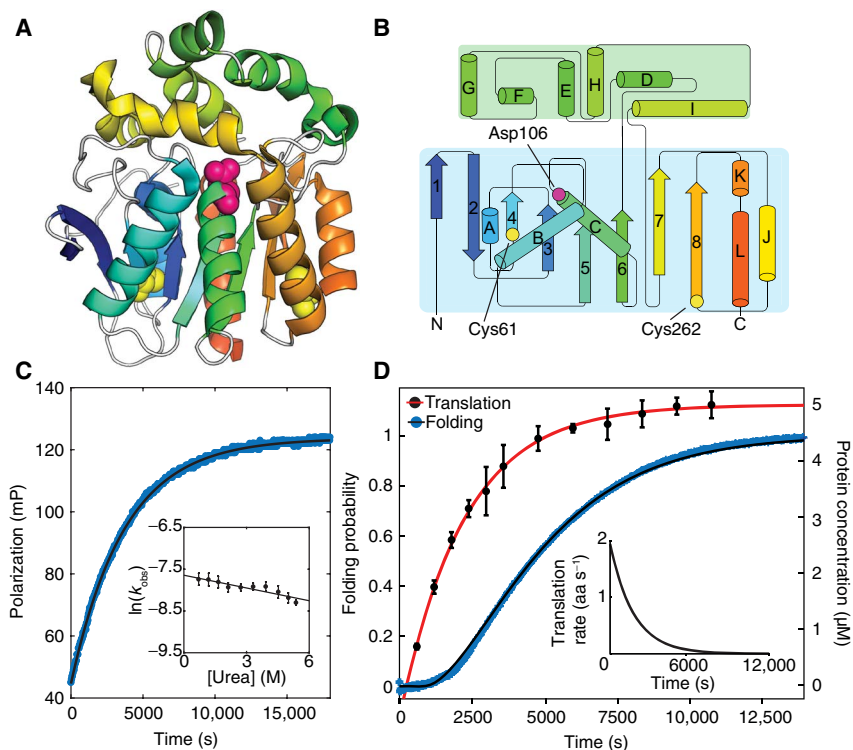 A
B
G
F
E
H
D
I
Asp106
1
2
A
4
B
3
C
5
6
7
8
K
L
J
N
Cys61
Cys262
C
C
140
120
100
80
60
40
Polarization (mP)
0
5000
10,000
15,000
Time (s)
−6.5
−7.5
−8.5
−9.5
ln(kobs)
0
3
6
[Urea] (M)
D
Translation
Folding
1
0.8
0.6
0.4
0.2
0
Folding probability
5
4
3
2
1
0
Protein concentration
(μM)
0
2500
5000
7500
10,000
12,500
Time (s)
2
1
0
6000
12,000
Translation
rate (aa s−1)
Time (s)